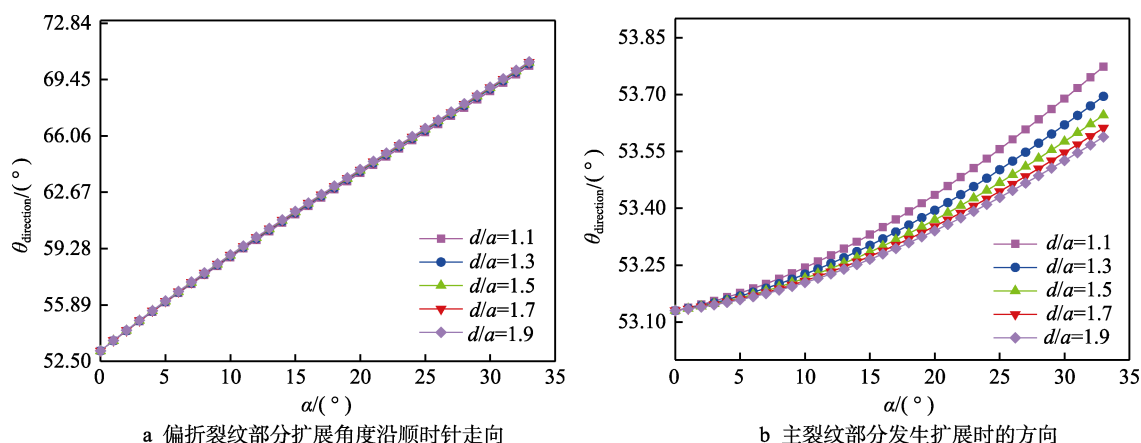 72.84
69.45
66.06
62.67
59.28
55.89
52.50
θdirection/(°)
d/a=1.1
d/a=1.3
d/a=1.5
d/a=1.7
d/a=1.9
0 5 10 15 20 25 30 35
α/(°)
a 偏折裂纹部分扩展角度沿顺时针走向
53.85
53.70
53.55
53.40
53.25
53.10
θdirection/(°)
d/a=1.1
d/a=1.3
d/a=1.5
d/a=1.7
d/a=1.9
0 5 10 15 20 25 30 35
α/(°)
b 主裂纹部分发生扩展时的方向